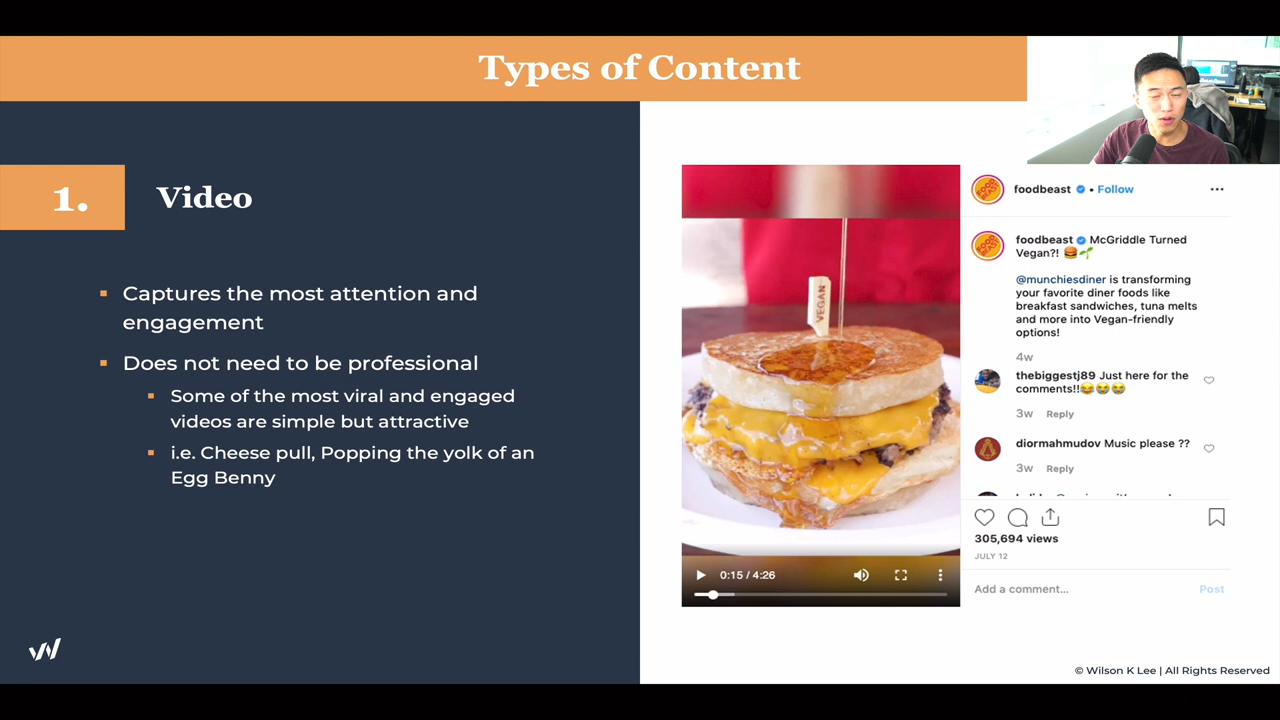 Types of Content
1.
Video
Captures the most attention and
engagement
Does not need to be professional
Some of the most viral and engaged
videos are simple but attractive
i.e. Cheese pull, Popping the yolk of an
Egg Benny
VEGAN
0:15 / 4:26
foodbeast • Follow
foodbeast McGriddle Turned
Vegan?! 🍔🌱
@munchiesdiner is transforming
your favorite diner foods like
breakfast sandwiches, tuna melts
and more into Vegan-friendly
options!
4w
thebiggestj89 Just here for the
comments!!😂😂😂
3w Reply
diormahmudov Music please ??
3w Reply
305,694 views
JULY 12
Add a comment... Post
© Wilson K Lee | All Rights Reserved